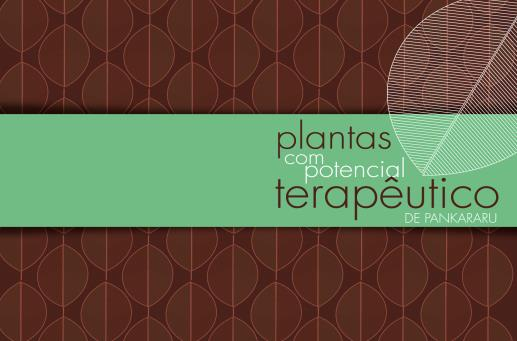 plantas
com
potencial
terapêutico
DE PANKARARU